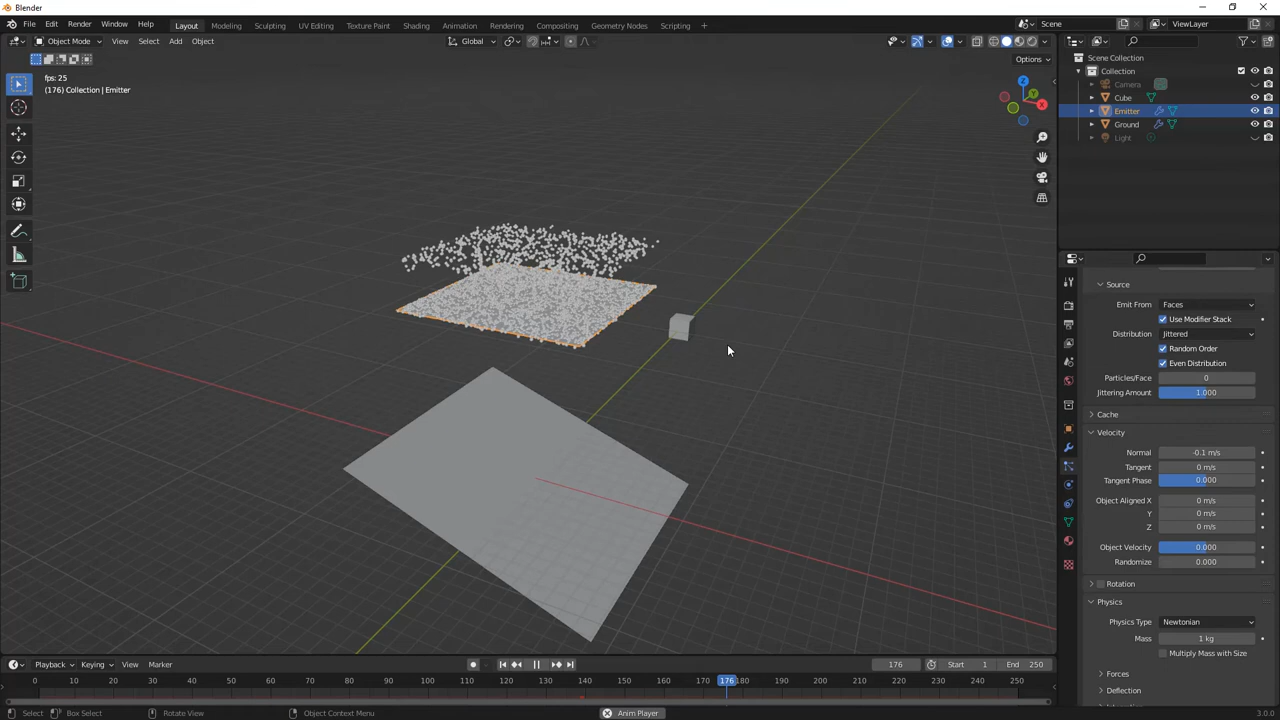 Blender
File Edit Render Window Help
Layout Modeling Sculpting UV Editing Texture Paint Shading Animation Rendering Compositing Geometry Nodes Scripting +
Scene ViewLayer
Object Mode View Select Add Object
Global
Options
fps: 25
(176) Collection | Emitter
Z
Y
X
Scene Collection
Collection
Camera
Cube
Emitter
Ground
Light
Source
Emit From Faces
Use Modifier Stack
Distribution Jittered
Random Order
Even Distribution
Particles/Face 0
Jittering Amount 1.000
Cache
Velocity
Normal -0.1 m/s
Tangent 0 m/s
Tangent Phase 0.000
Object Aligned X 0 m/s
Y 0 m/s
Z 0 m/s
Object Velocity 0.000
Randomize 0.000
Rotation
Physics
Physics Type Newtonian
Mass 1 kg
Multiply Mass with Size
Forces
Deflection
Playback Keying View Marker
176 Start 1 End 250
0 10 20 30 40 50 60 70 80 90 100 110 120 130 140 150 160 170 176 180 190 200 210 220 230 240 250
Select Box Select Rotate View Object Context Menu Anim Player 3.0.0